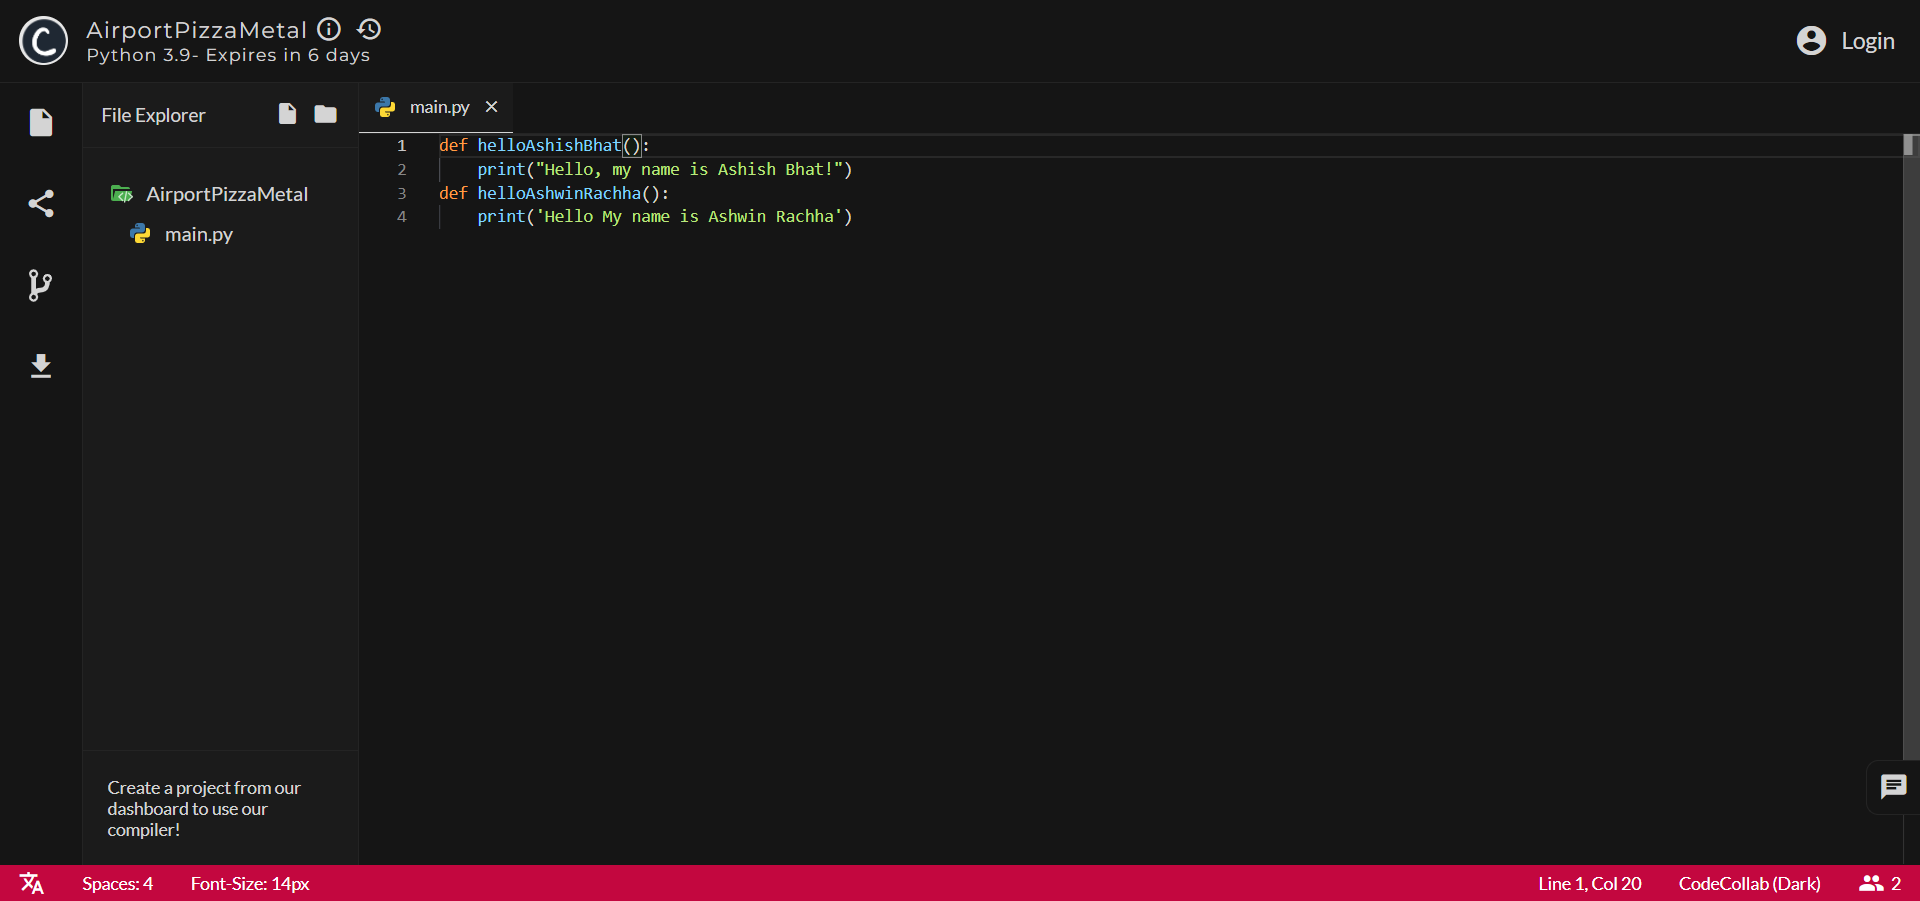 C
AirportPizzaMetal
Python 3.9- Expires in 6 days
Login
File Explorer
AirportPizzaMetal
main.py
Create a project from our
dashboard to use our
compiler!
main.py
1 def helloAshishBhat():
2     print("Hello, my name is Ashish Bhat!")
3 def helloAshwinRachha():
4     print('Hello My name is Ashwin Rachha')
Spaces: 4
Font-Size: 14px
Line 1, Col 20
CodeCollab (Dark)
2